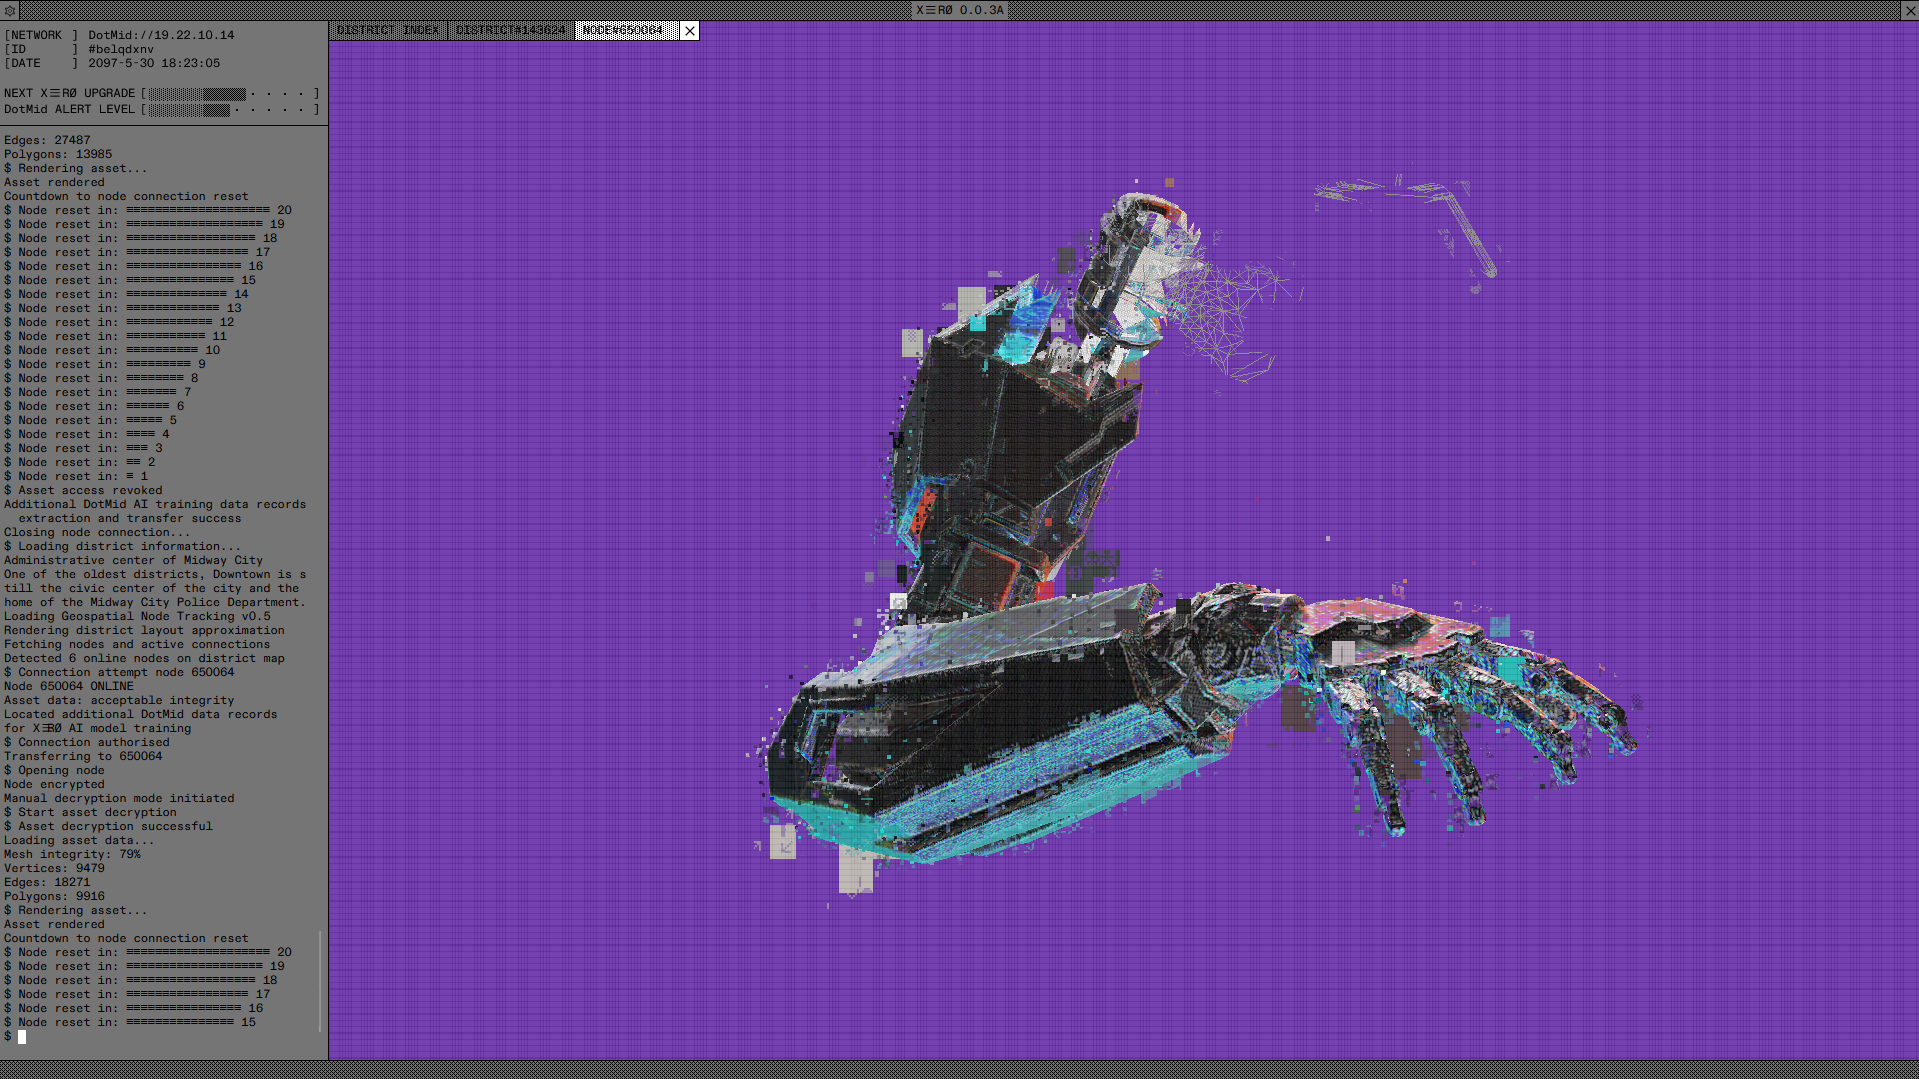 X☰RØ 0.0.3A
DISTRICT INDEX
DISTRICT#143624
NODE#650064
[NETWORK ] DotMid://19.22.10.14
[ID ] #belqdxnv
[DATE ] 2097-5-30 18:23:05
NEXT X☰RØ UPGRADE [ · · · · ]
DotMid ALERT LEVEL [ · · · · · ]
Edges: 27487
Polygons: 13985
$ Rendering asset...
Asset rendered
Countdown to node connection reset
$ Node reset in: ≡≡≡≡≡≡≡≡≡≡≡≡≡≡≡≡≡≡≡≡ 20
$ Node reset in: ≡≡≡≡≡≡≡≡≡≡≡≡≡≡≡≡≡≡≡ 19
$ Node reset in: ≡≡≡≡≡≡≡≡≡≡≡≡≡≡≡≡≡≡ 18
$ Node reset in: ≡≡≡≡≡≡≡≡≡≡≡≡≡≡≡≡≡ 17
$ Node reset in: ≡≡≡≡≡≡≡≡≡≡≡≡≡≡≡≡ 16
$ Node reset in: ≡≡≡≡≡≡≡≡≡≡≡≡≡≡≡ 15
$ Node reset in: ≡≡≡≡≡≡≡≡≡≡≡≡≡≡ 14
$ Node reset in: ≡≡≡≡≡≡≡≡≡≡≡≡≡ 13
$ Node reset in: ≡≡≡≡≡≡≡≡≡≡≡≡ 12
$ Node reset in: ≡≡≡≡≡≡≡≡≡≡≡ 11
$ Node reset in: ≡≡≡≡≡≡≡≡≡≡ 10
$ Node reset in: ≡≡≡≡≡≡≡≡≡ 9
$ Node reset in: ≡≡≡≡≡≡≡≡ 8
$ Node reset in: ≡≡≡≡≡≡≡ 7
$ Node reset in: ≡≡≡≡≡≡ 6
$ Node reset in: ≡≡≡≡≡ 5
$ Node reset in: ≡≡≡≡ 4
$ Node reset in: ≡≡≡ 3
$ Node reset in: ≡≡ 2
$ Node reset in: ≡ 1
$ Asset access revoked
Additional DotMid AI training data records
extraction and transfer success
Closing node connection...
$ Loading district information...
Administrative center of Midway City
One of the oldest districts, Downtown is s
till the civic center of the city and the
home of the Midway City Police Department.
Loading Geospatial Node Tracking v0.5
Rendering district layout approximation
Fetching nodes and active connections
Detected 6 online nodes on district map
$ Connection attempt node 650064
Node 650064 ONLINE
Asset data: acceptable integrity
Located additional DotMid data records
for X☰RØ AI model training
$ Connection authorised
Transferring to 650064
$ Opening node
Node encrypted
Manual decryption mode initiated
$ Start asset decryption
$ Asset decryption successful
Loading asset data...
Mesh integrity: 79%
Vertices: 9479
Edges: 18271
Polygons: 9916
$ Rendering asset...
Asset rendered
Countdown to node connection reset
$ Node reset in: ≡≡≡≡≡≡≡≡≡≡≡≡≡≡≡≡≡≡≡≡ 20
$ Node reset in: ≡≡≡≡≡≡≡≡≡≡≡≡≡≡≡≡≡≡≡ 19
$ Node reset in: ≡≡≡≡≡≡≡≡≡≡≡≡≡≡≡≡≡≡ 18
$ Node reset in: ≡≡≡≡≡≡≡≡≡≡≡≡≡≡≡≡≡ 17
$ Node reset in: ≡≡≡≡≡≡≡≡≡≡≡≡≡≡≡≡ 16
$ Node reset in: ≡≡≡≡≡≡≡≡≡≡≡≡≡≡≡ 15
$